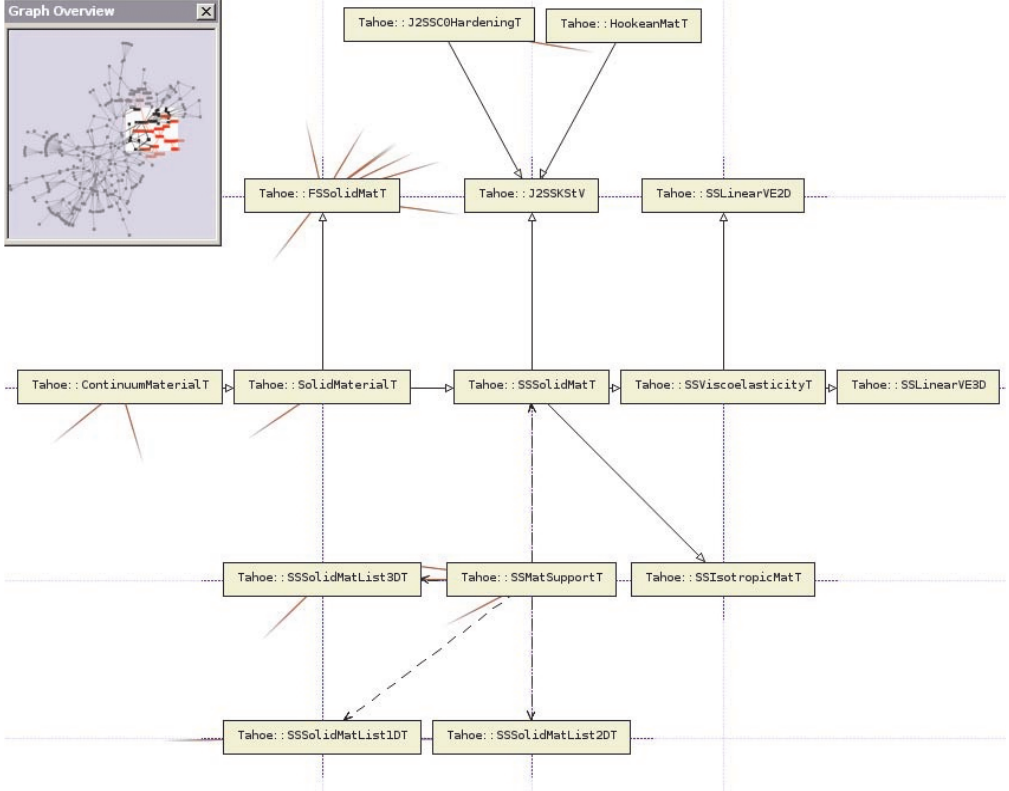 Graph Overview
Tahoe::J2SSC0HardeningT
Tahoe::HookeanMatT
Tahoe::FSSolidMatT
Tahoe::J2SSKStV
Tahoe::SSLinearVE2D
Tahoe::ContinuumMaterialT
Tahoe::SolidMaterialT
Tahoe::SSSolidMatT
Tahoe::SSViscoelasticityT
Tahoe::SSLinearVE3D
Tahoe::SSSolidMatList3DT
Tahoe::SSMatSupportT
Tahoe::SSIsotropicMatT
Tahoe::SSSolidMatList1DT
Tahoe::SSSolidMatList2DT